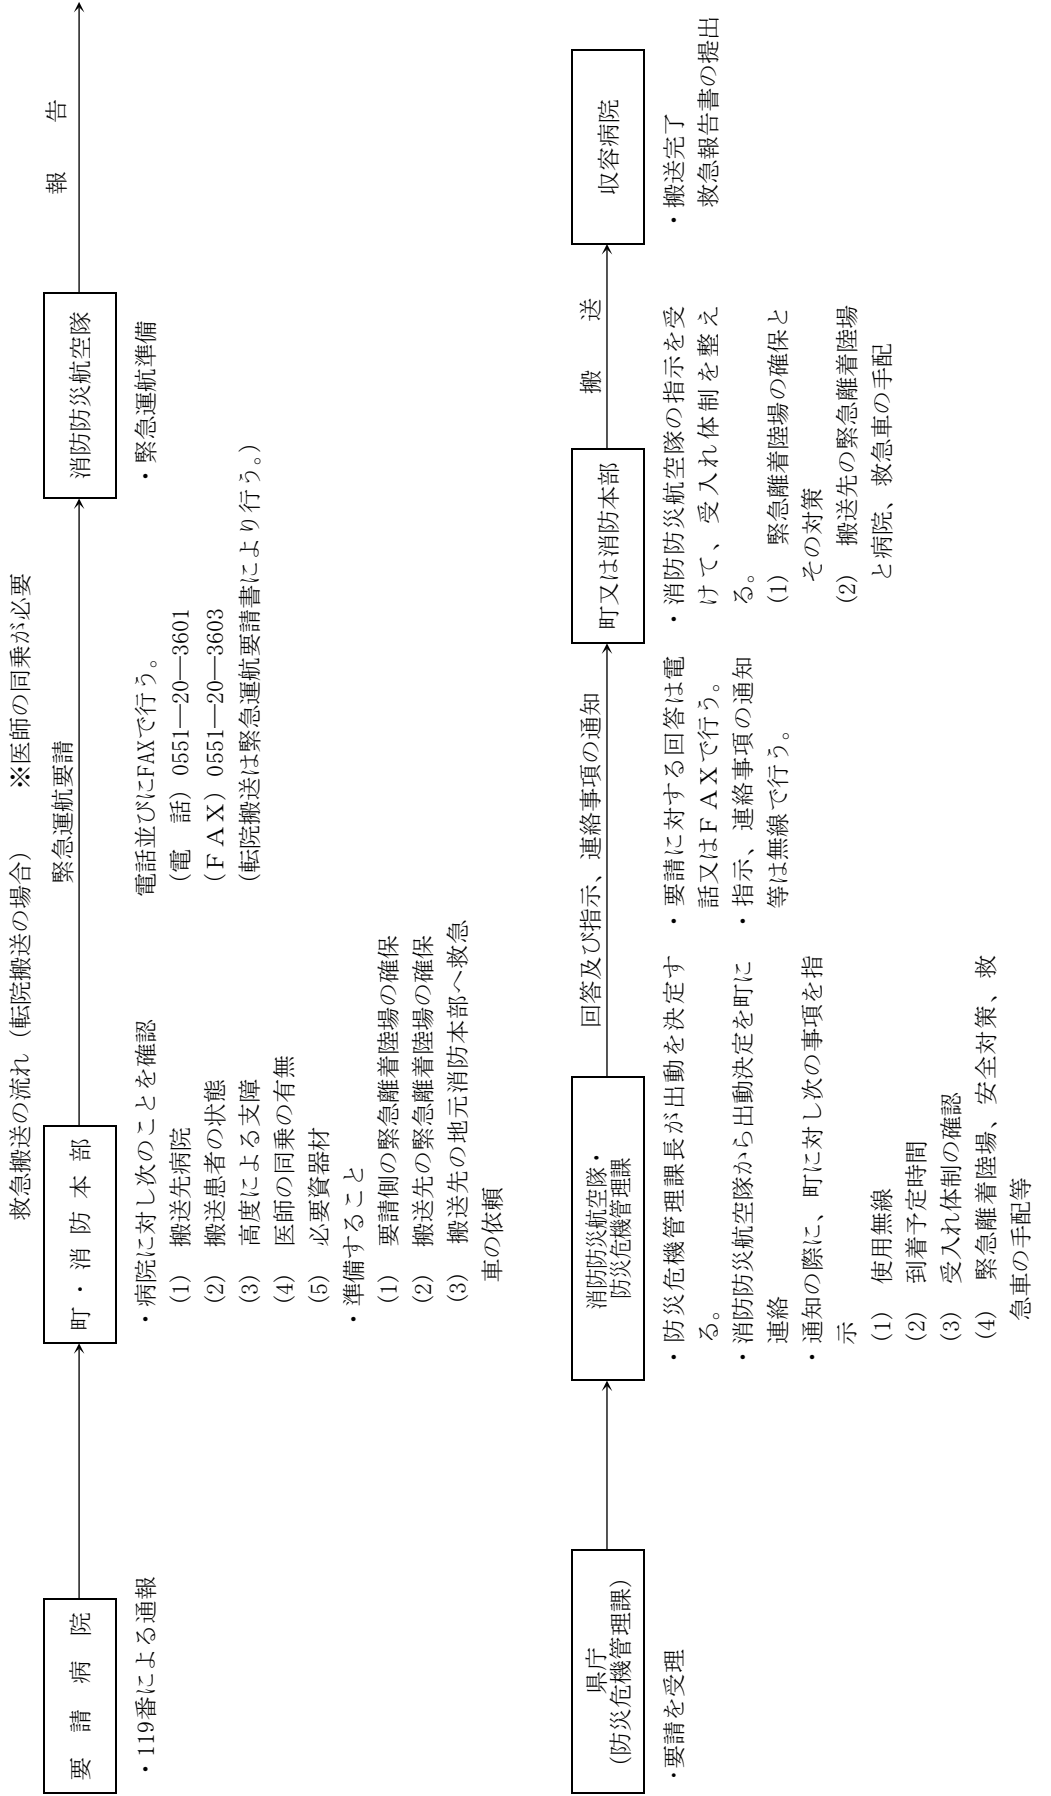 救急搬送の流れ（転院搬送の場合）　※医師の同乗が必要
要　請　病　院
・119番による通報
町・消防本部
・病院に対し次のことを確認
(1)　搬送先病院
(2)　搬送患者の状態
(3)　高度による支障
(4)　医師の同乗の有無
(5)　必要資器材
・準備すること
(1)　要請側の緊急離着陸場の確保
(2)　搬送先の緊急離着陸場の確保
(3)　搬送先の地元消防本部へ救急
車の依頼
緊急運航要請
電話並びにFAXで行う。
(電　話) 0551―20―3601
(ＦＡＸ) 0551―20―3603
(転院搬送は緊急運航要請書により行う。)
消防防災航空隊
・緊急運航準備
報　　告
県庁
(防災危機管理課)
・要請を受理
消防防災航空隊・
防災危機管理課
・防災危機管理課長が出動を決定す
る。
・消防防災航空隊から出動決定を町に
連絡
・通知の際に、町に対し次の事項を指
示
(1)　使用無線
(2)　到着予定時間
(3)　受入れ体制の確認
(4)　緊急離着陸場、安全対策、救
急車の手配等
回答及び指示、連絡事項の通知
・要請に対する回答は電
話又はＦＡＸで行う。
・指示、連絡事項の通知
等は無線で行う。
町又は消防本部
・消防防災航空隊の指示を受
けて、受入れ体制を整え
る。
(1)　緊急離着陸場の確保と
その対策
(2)　搬送先の緊急離着陸場
と病院、救急車の手配
搬　　送
収容病院
・搬送完了
救急報告書の提出